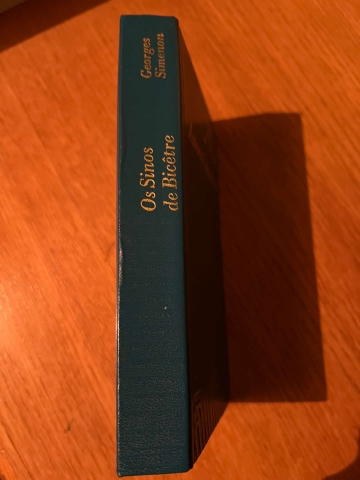 Georges
Simenon
Os Sinos
de Bicêtre